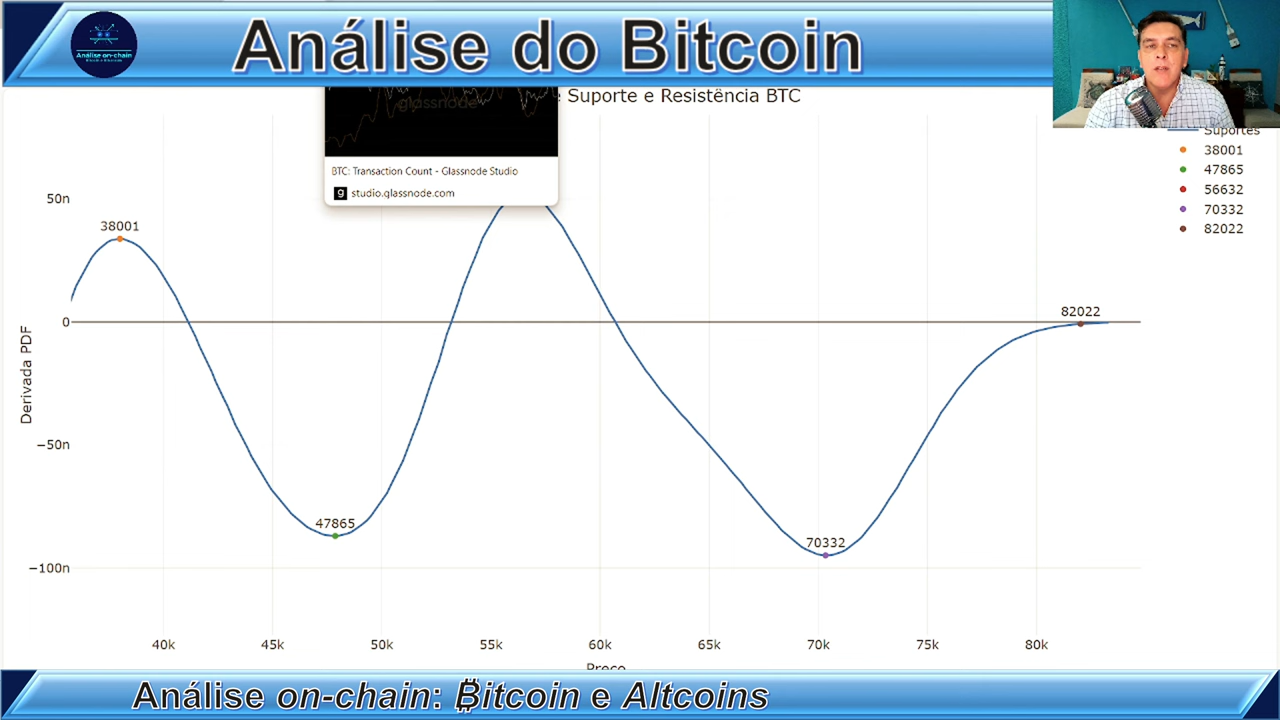 Análise do Bitcoin
Análise on-chain
glassnode
Suporte e Resistência BTC
BTC: Transaction Count - Glassnode Studio
g studio.glassnode.com
Suportes
38001
47865
56632
70332
82022
50n
0
−50n
−100n
Derivada PDF
38001
47865
70332
82022
40k 45k 50k 55k 60k 65k 70k 75k 80k
Preço
Análise on-chain: ₿itcoin e Altcoins